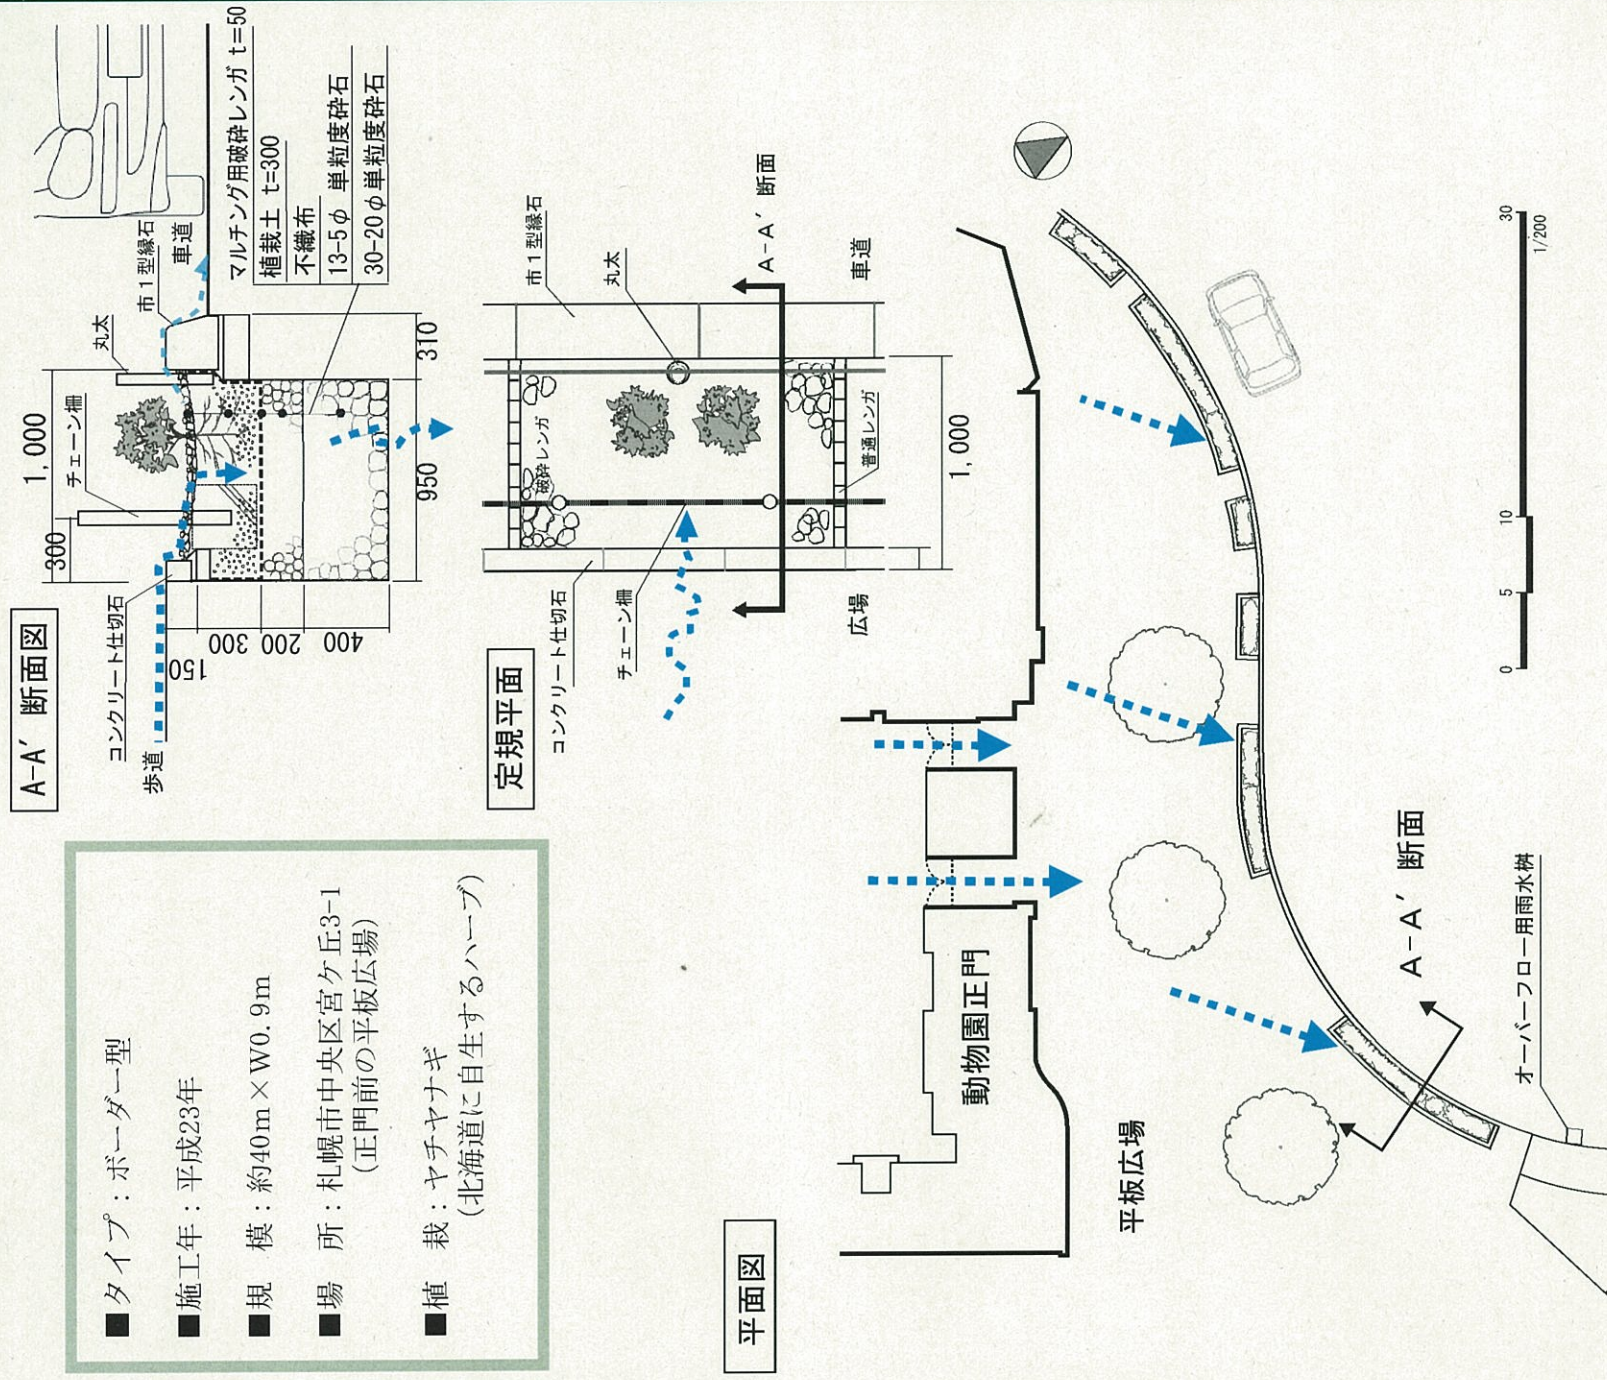 ■タイプ：ボーダー型
■施工年：平成23年
■規　模：約40m×W0.9m
■場　所：札幌市中央区宮ケ丘3-1
（正門前の平板広場）
■植　栽：ヤチヤナギ
（北海道に自生するハーブ）
A-A′ 断面図
1,000
300
チェーン柵
丸太
市1型縁石
車道
コンクリート仕切石
歩道
150
300
200
400
950
310
マルチング用破砕レンガ t=50
植栽土 t=300
不織布
13-5φ 単粒度砕石
30-20φ単粒度砕石
定規平面
コンクリート仕切石
チェーン柵
広場
破砕レンガ
普通レンガ
市1型縁石
丸太
A-A′ 断面
車道
1,000
平面図
動物園正門
平板広場
A-A′ 断面
オーバーフロー用雨水桝
0
5
10
30
1/200